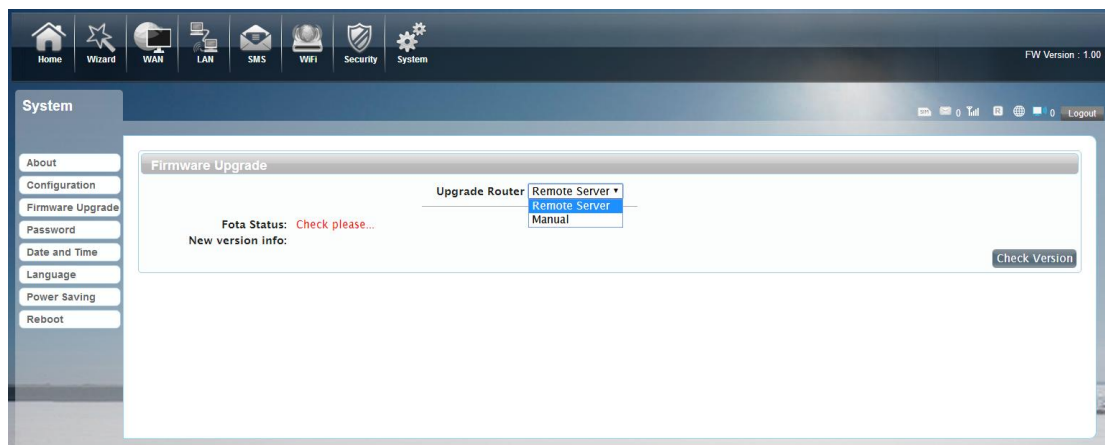 Home Wizard WAN LAN SMS WiFi Security System
FW Version : 1.00
System
0 0 Logout
About
Configuration
Firmware Upgrade
Password
Date and Time
Language
Power Saving
Reboot
Firmware Upgrade
Upgrade Router Remote Server
Remote Server
Manual
Fota Status: Check please...
New version info:
Check Version